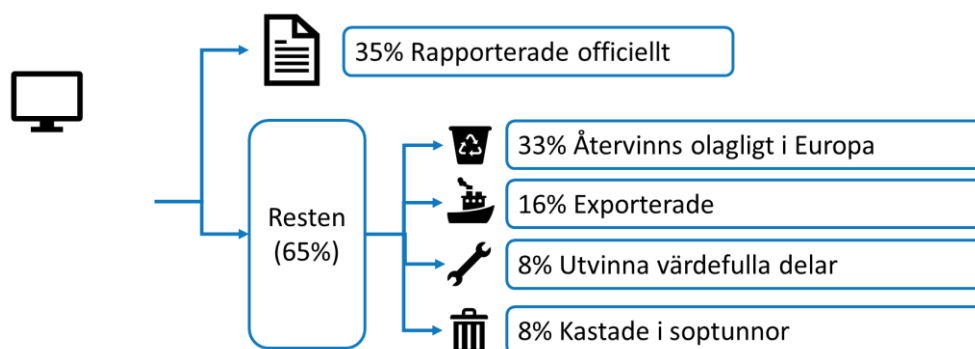 35% Rapporterade officiellt
Resten
(65%)
33% Återvinns olagligt i Europa
16% Exporterade
8% Utvinna värdefulla delar
8% Kastade i soptunnor